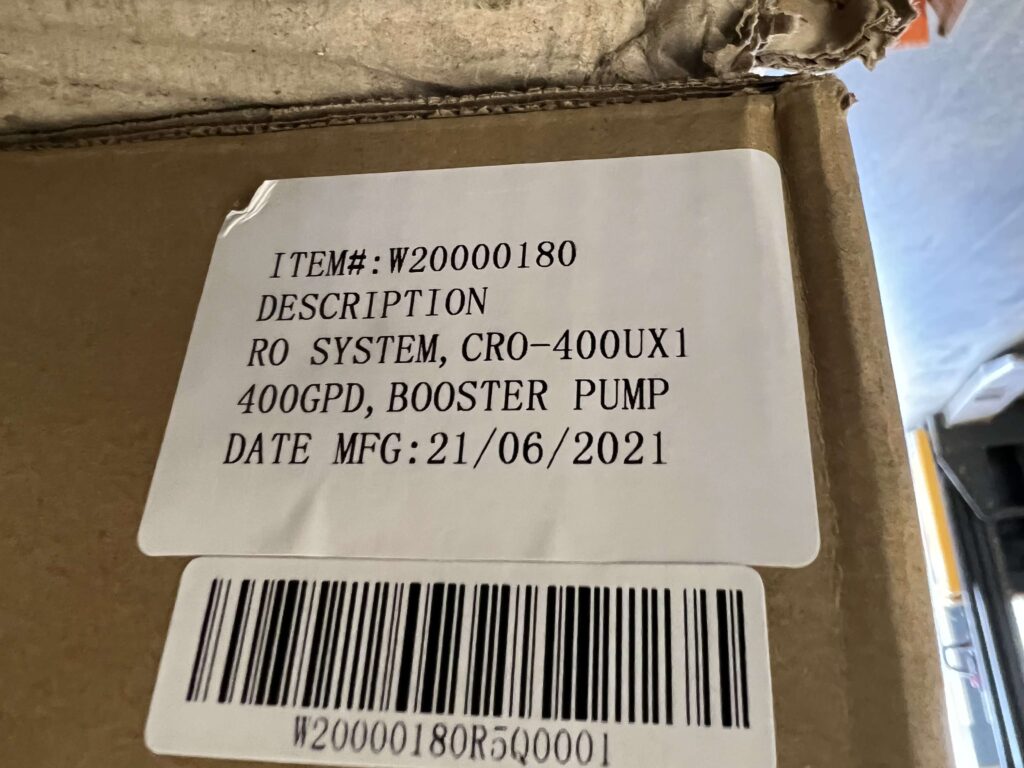 ITEM#:W20000180
DESCRIPTION
RO SYSTEM,CRO-400UX1
400GPD,BOOSTER PUMP
DATE MFG:21/06/2021
W20000180R5Q0001